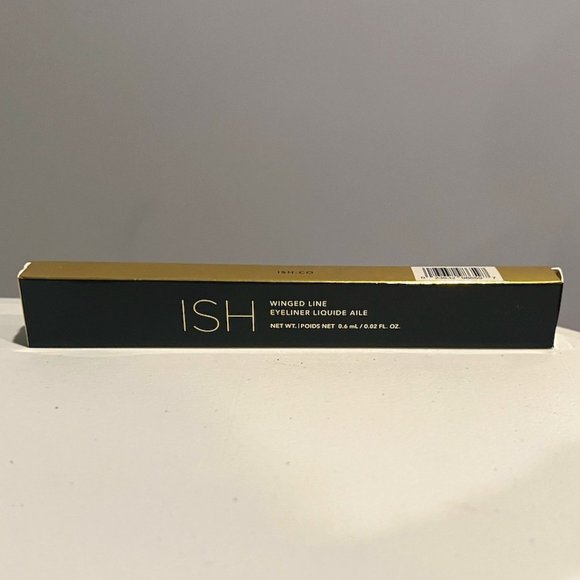 ISH.CO
ISH
WINGED LINE
EYELINER LIQUIDE AILE
NET WT. | POIDS NET 0.6 mL / 0.02 FL. OZ.